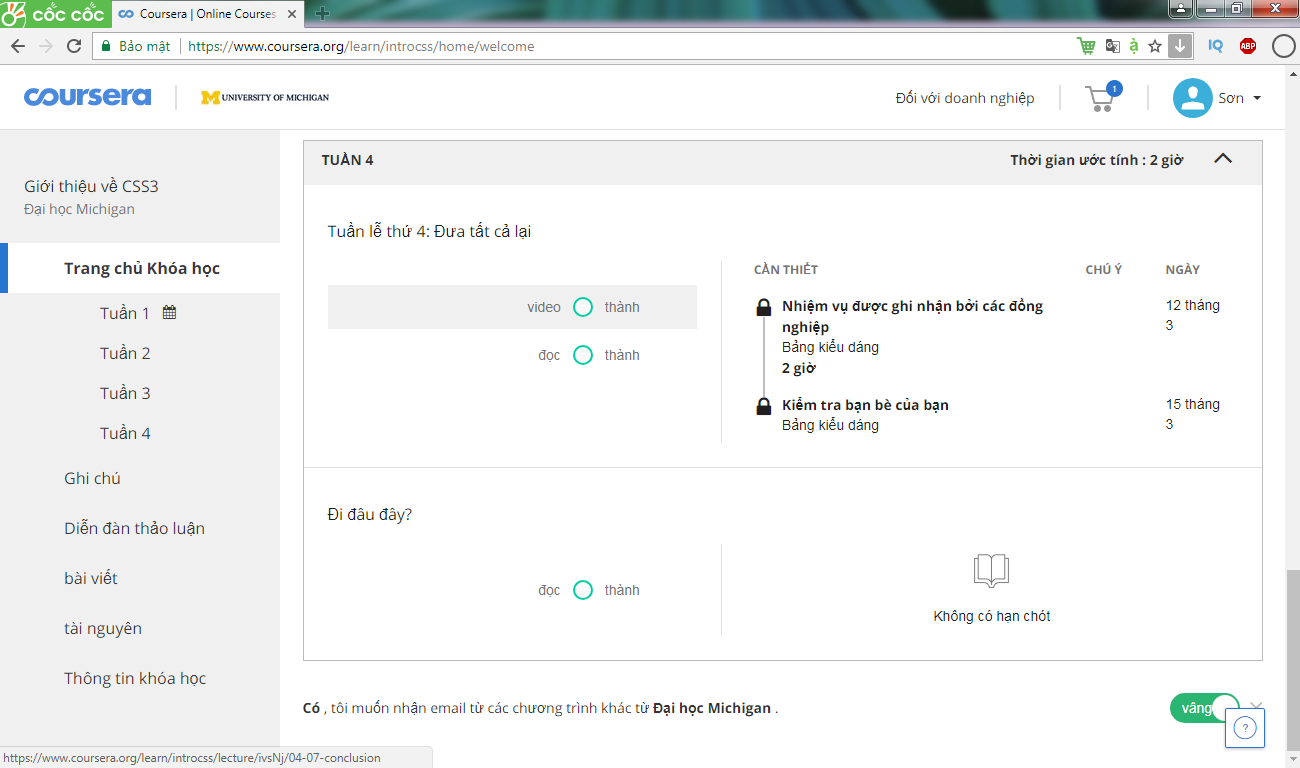 cốc cốc
Coursera | Online Courses
Bảo mật
https://www.coursera.org/learn/introcss/home/welcome
IQ
ABP
coursera
M UNIVERSITY OF MICHIGAN
Đối với doanh nghiệp
1
Sơn
Giới thiệu về CSS3
Đại học Michigan
Trang chủ Khóa học
Tuần 1
Tuần 2
Tuần 3
Tuần 4
Ghi chú
Diễn đàn thảo luận
bài viết
tài nguyên
Thông tin khóa học
TUẦN 4
Thời gian ước tính : 2 giờ
Tuần lễ thứ 4: Đưa tất cả lại
video thành
đọc thành
CẦN THIẾT CHÚ Ý NGÀY
Nhiệm vụ được ghi nhận bởi các đồng
nghiệp
Bảng kiểu dáng
2 giờ
12 tháng
3
Kiểm tra bạn bè của bạn
Bảng kiểu dáng
15 tháng
3
Đi đâu đây?
đọc thành
Không có hạn chót
Có , tôi muốn nhận email từ các chương trình khác từ Đại học Michigan .
vâng
?
https://www.coursera.org/learn/introcss/lecture/ivsNj/04-07-conclusion